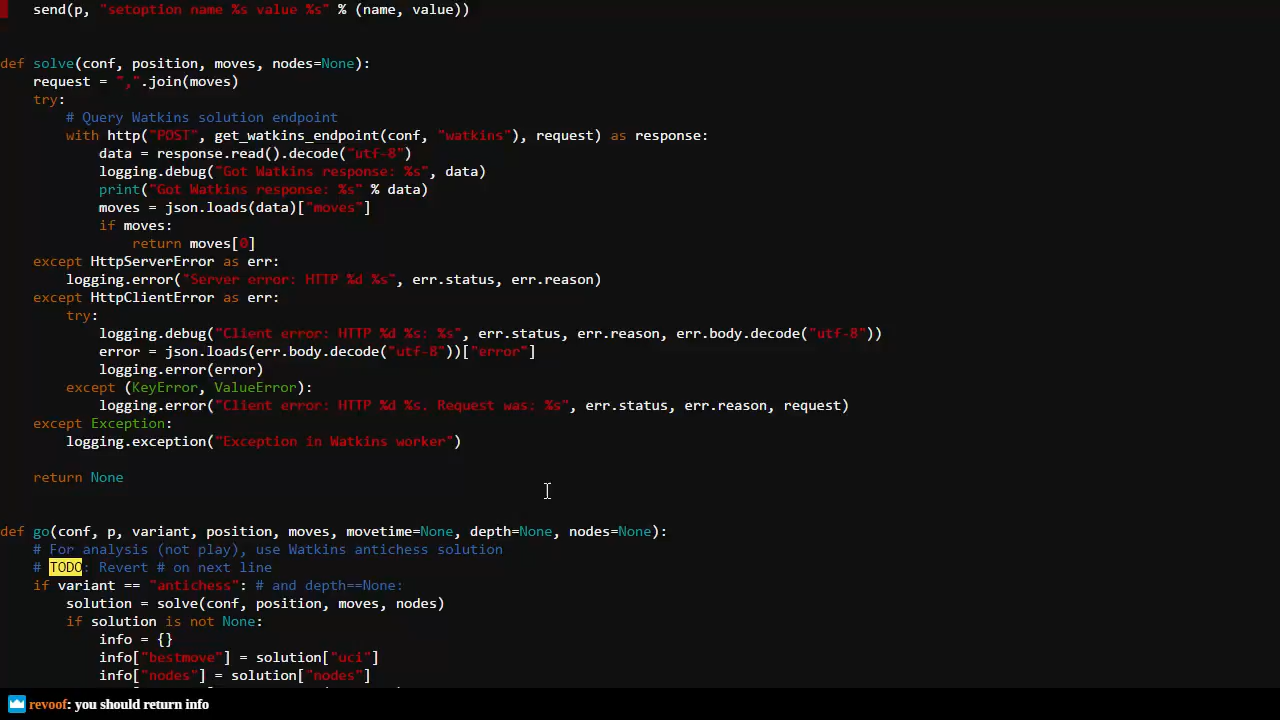 send(p, "setoption name %s value %s" % (name, value))
def solve(conf, position, moves, nodes=None):
    request = ",".join(moves)
    try:
        # Query Watkins solution endpoint
        with http("POST", get_watkins_endpoint(conf, "watkins"), request) as response:
            data = response.read().decode("utf-8")
            logging.debug("Got Watkins response: %s", data)
            print("Got Watkins response: %s" % data)
            moves = json.loads(data)["moves"]
            if moves:
                return moves[0]
    except HttpServerError as err:
        logging.error("Server error: HTTP %d %s", err.status, err.reason)
    except HttpClientError as err:
        try:
            logging.debug("Client error: HTTP %d %s: %s", err.status, err.reason, err.body.decode("utf-8"))
            error = json.loads(err.body.decode("utf-8"))["error"]
            logging.error(error)
        except (KeyError, ValueError):
            logging.error("Client error: HTTP %d %s. Request was: %s", err.status, err.reason, request)
    except Exception:
        logging.exception("Exception in Watkins worker")
    return None
def go(conf, p, variant, position, moves, movetime=None, depth=None, nodes=None):
    # For analysis (not play), use Watkins antichess solution
    # TODO: Revert # on next line
    if variant == "antichess": # and depth==None:
        solution = solve(conf, position, moves, nodes)
        if solution is not None:
            info = {}
            info["bestmove"] = solution["uci"]
            info["nodes"] = solution["nodes"]
revoof: you should return info